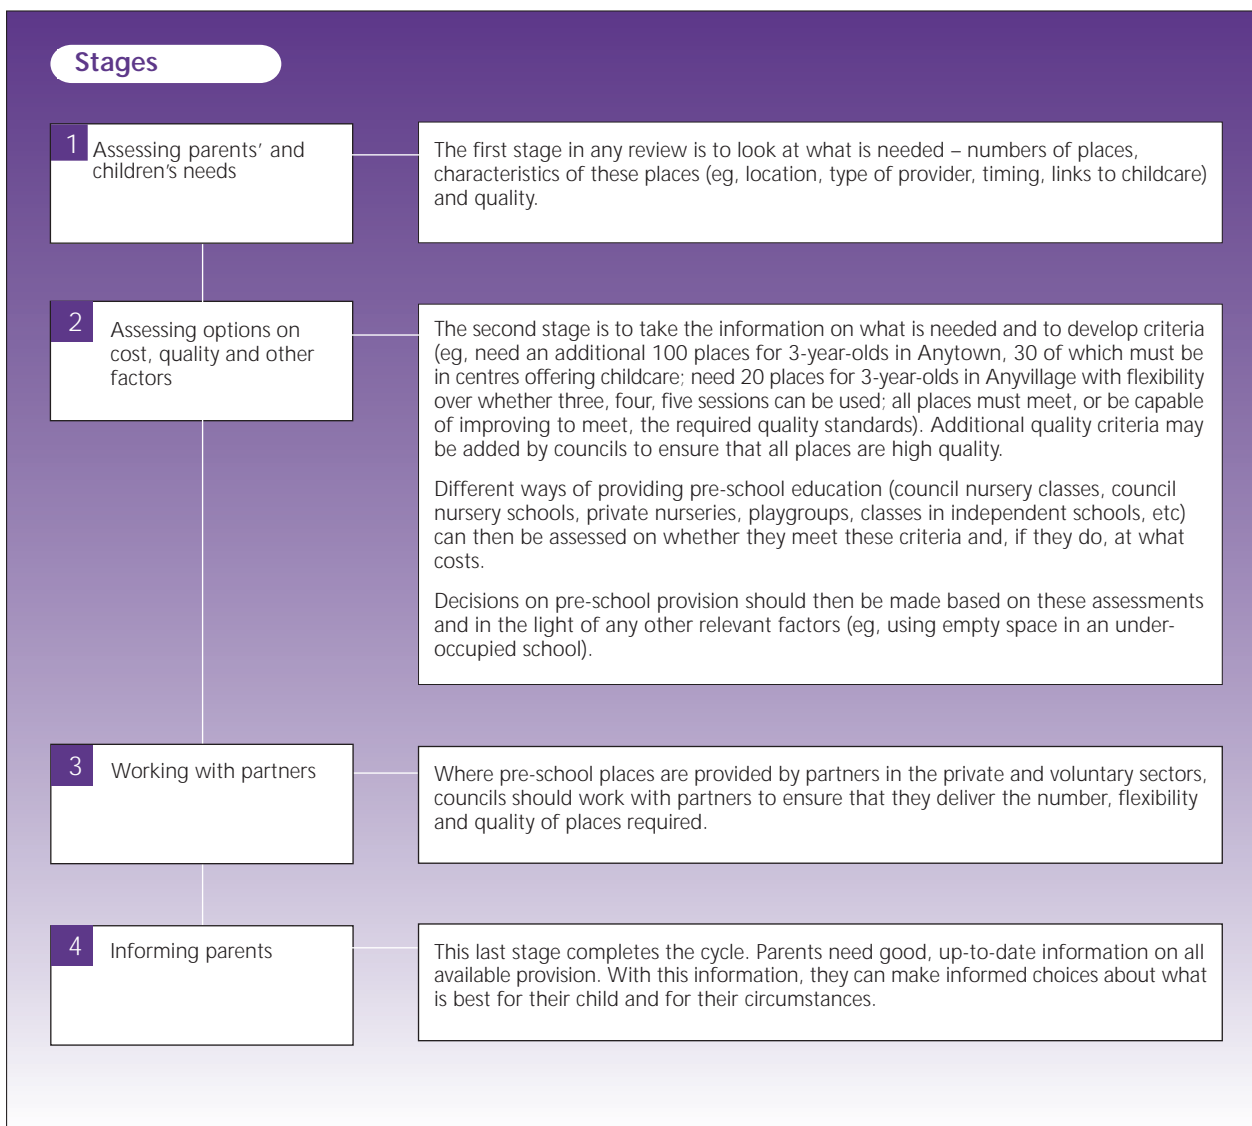 Stages
1
Assessing parents’ and
children’s needs
The first stage in any review is to look at what is needed – numbers of places,
characteristics of these places (eg, location, type of provider, timing, links to childcare)
and quality.
2
Assessing options on
cost, quality and other
factors
The second stage is to take the information on what is needed and to develop criteria
(eg, need an additional 100 places for 3-year-olds in Anytown, 30 of which must be
in centres offering childcare; need 20 places for 3-year-olds in Anyvillage with flexibility
over whether three, four, five sessions can be used; all places must meet, or be capable
of improving to meet, the required quality standards). Additional quality criteria may
be added by councils to ensure that all places are high quality.
Different ways of providing pre-school education (council nursery classes, council
nursery schools, private nurseries, playgroups, classes in independent schools, etc)
can then be assessed on whether they meet these criteria and, if they do, at what
costs.
Decisions on pre-school provision should then be made based on these assessments
and in the light of any other relevant factors (eg, using empty space in an under-
occupied school).
3
Working with partners
Where pre-school places are provided by partners in the private and voluntary sectors,
councils should work with partners to ensure that they deliver the number, flexibility
and quality of places required.
4
Informing parents
This last stage completes the cycle. Parents need good, up-to-date information on all
available provision. With this information, they can make informed choices about what
is best for their child and for their circumstances.